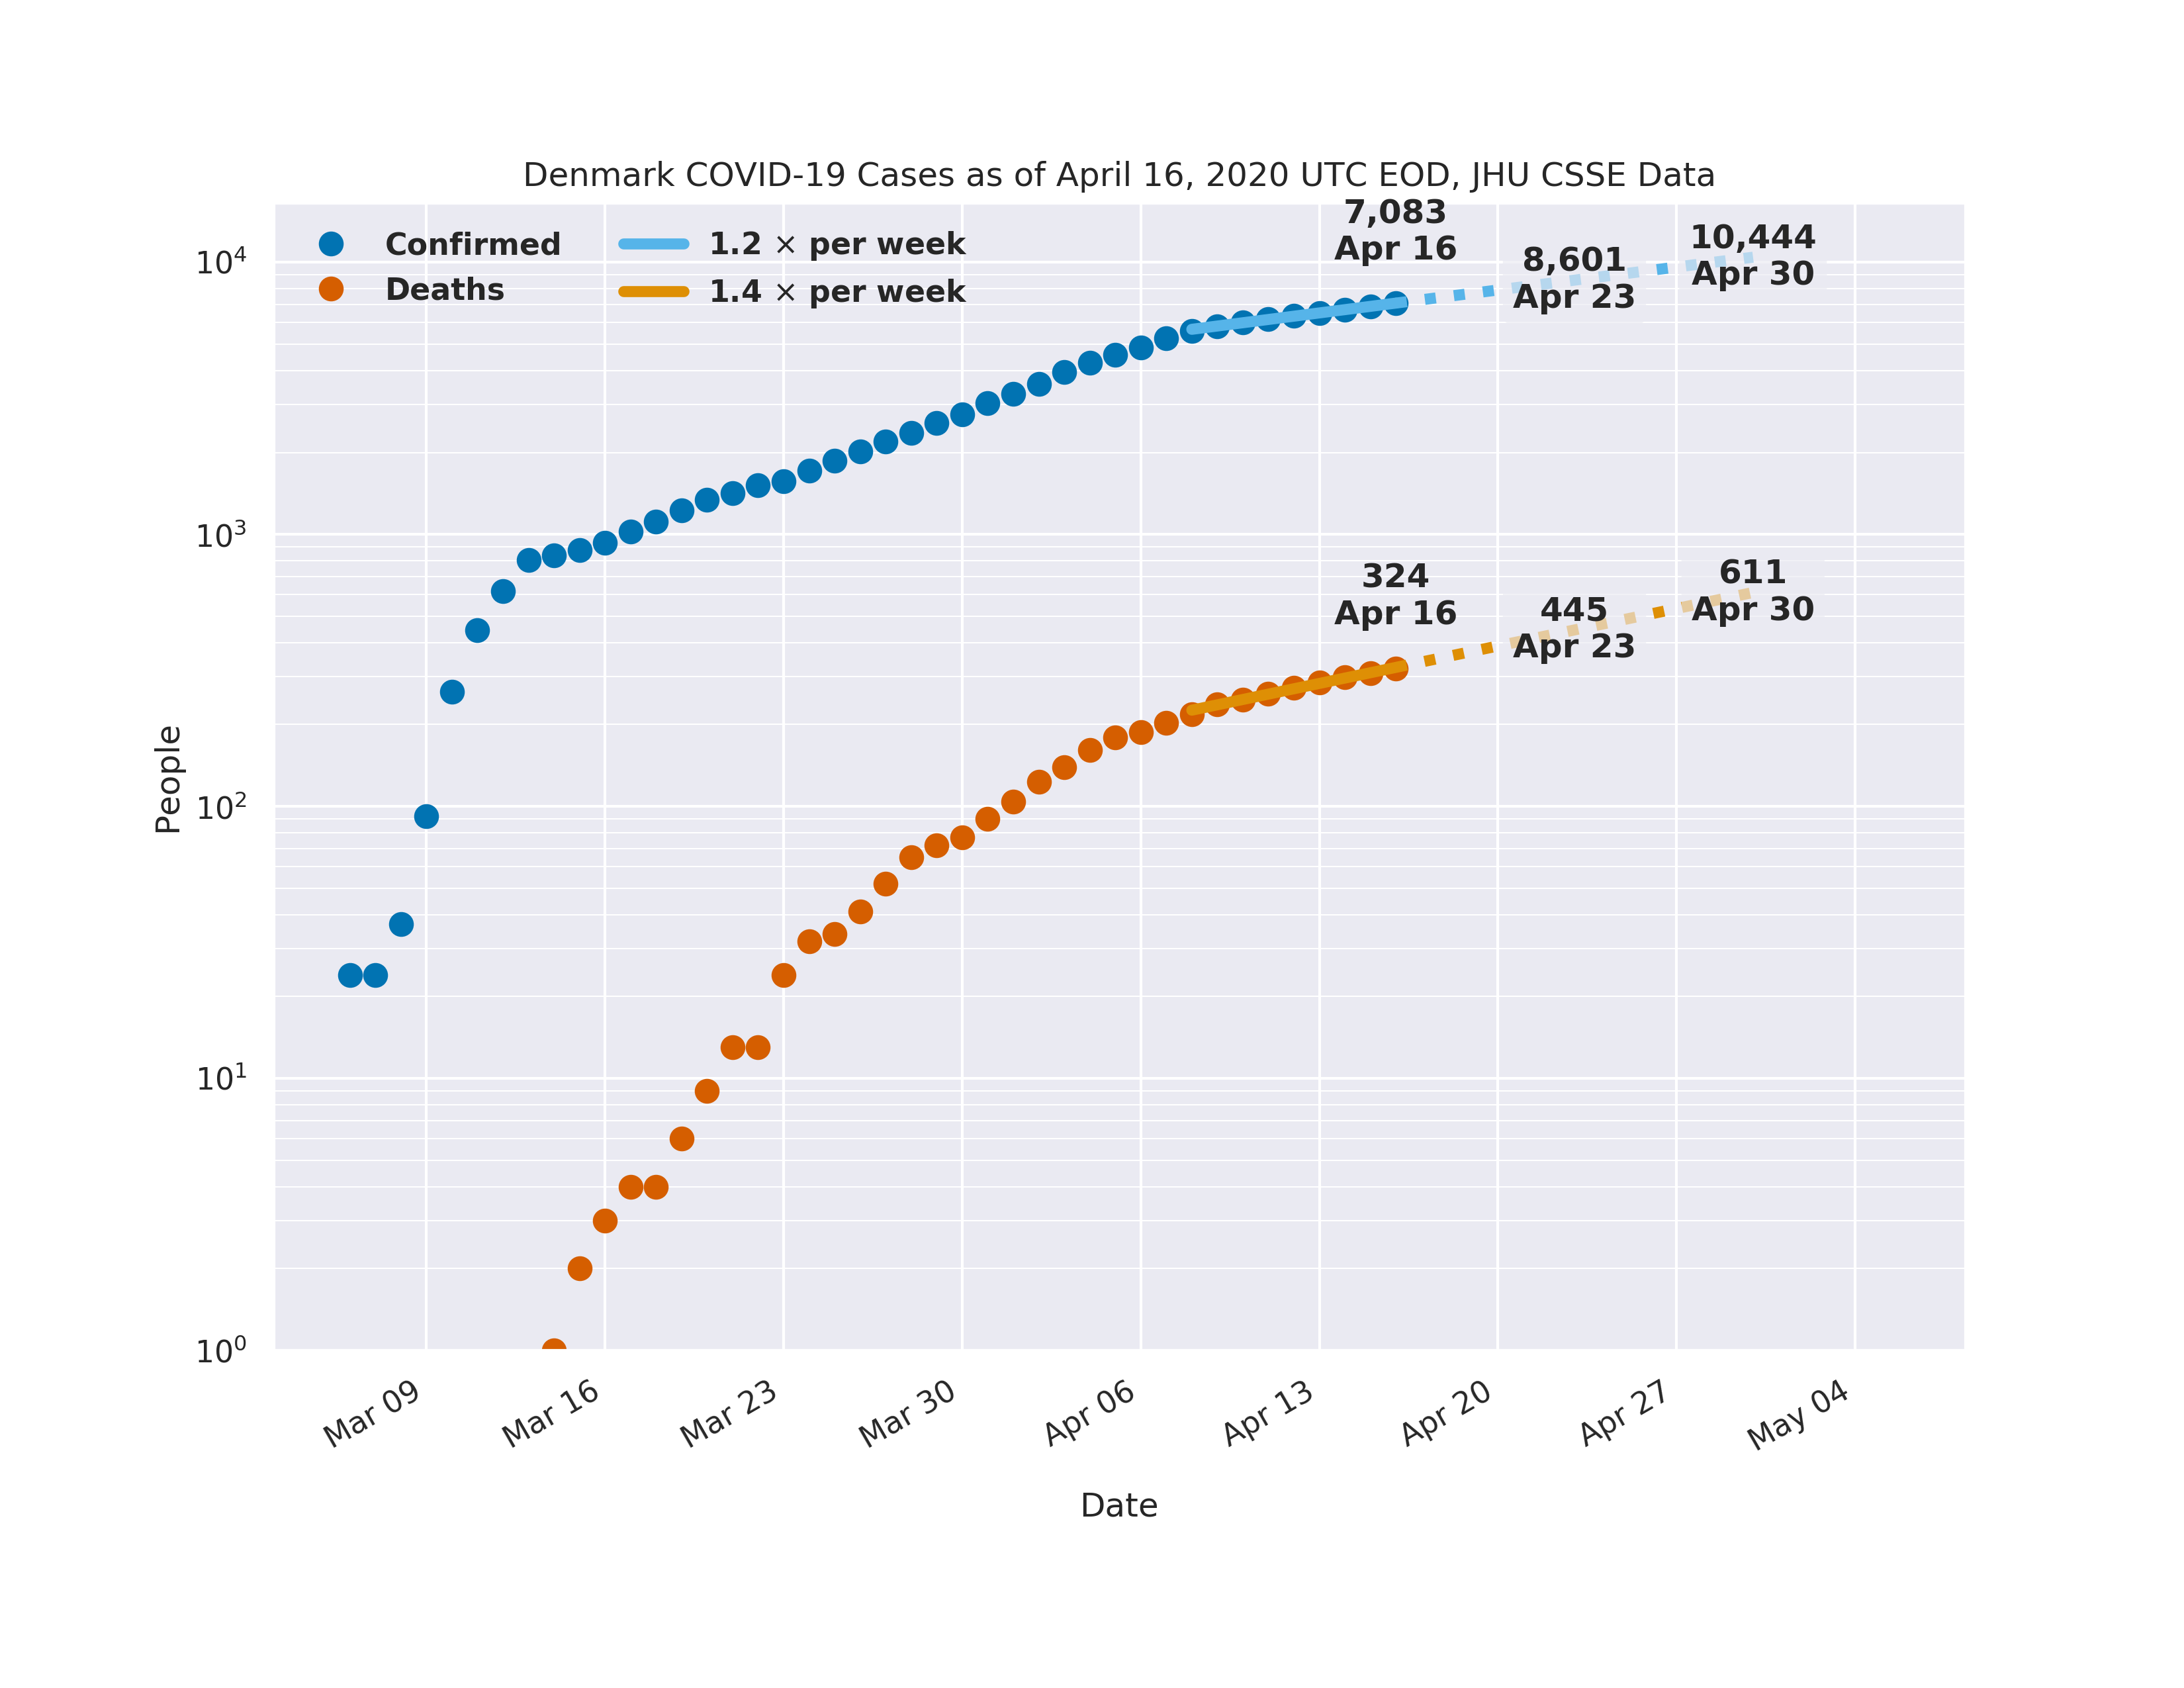 Denmark COVID-19 Cases as of April 16, 2020 UTC EOD, JHU CSSE Data
Confirmed
Deaths
1.2 × per week
1.4 × per week
7,083
Apr 16
8,601
Apr 23
10,444
Apr 30
324
Apr 16
445
Apr 23
611
Apr 30
People
10⁴
10³
10²
10¹
10⁰
Mar 09
Mar 16
Mar 23
Mar 30
Apr 06
Apr 13
Apr 20
Apr 27
May 04
Date